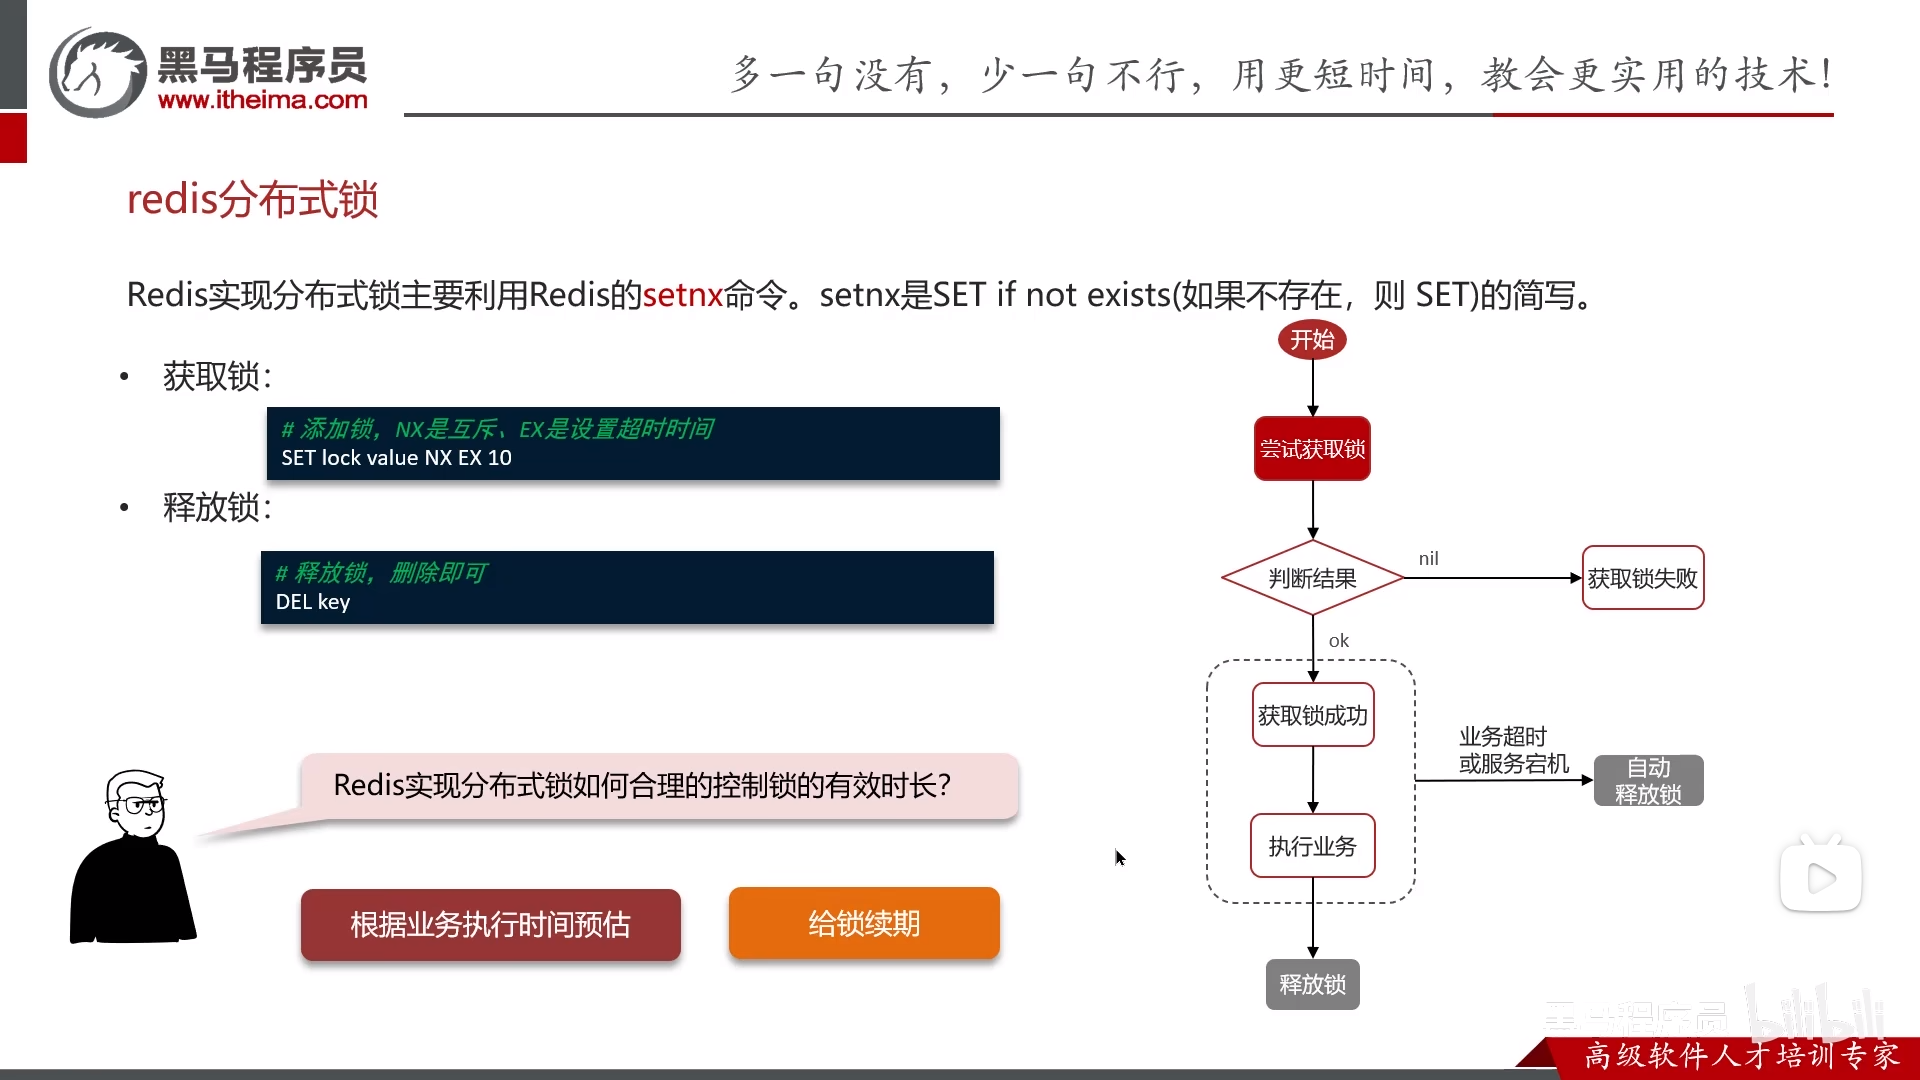 黑马程序员
www.itheima.com
多一句没有，少一句不行，用更短时间，教会更实用的技术！
redis分布式锁
Redis实现分布式锁主要利用Redis的setnx命令。setnx是SET if not exists(如果不存在，则 SET)的简写。
• 获取锁：
# 添加锁，NX是互斥、EX是设置超时时间
SET lock value NX EX 10
• 释放锁：
# 释放锁，删除即可
DEL key
Redis实现分布式锁如何合理的控制锁的有效时长？
根据业务执行时间预估
给锁续期
开始
尝试获取锁
判断结果
nil
获取锁失败
ok
获取锁成功
业务超时
或服务宕机
自动
释放锁
执行业务
释放锁
黑马程序员 bilibili
高级软件人才培训专家